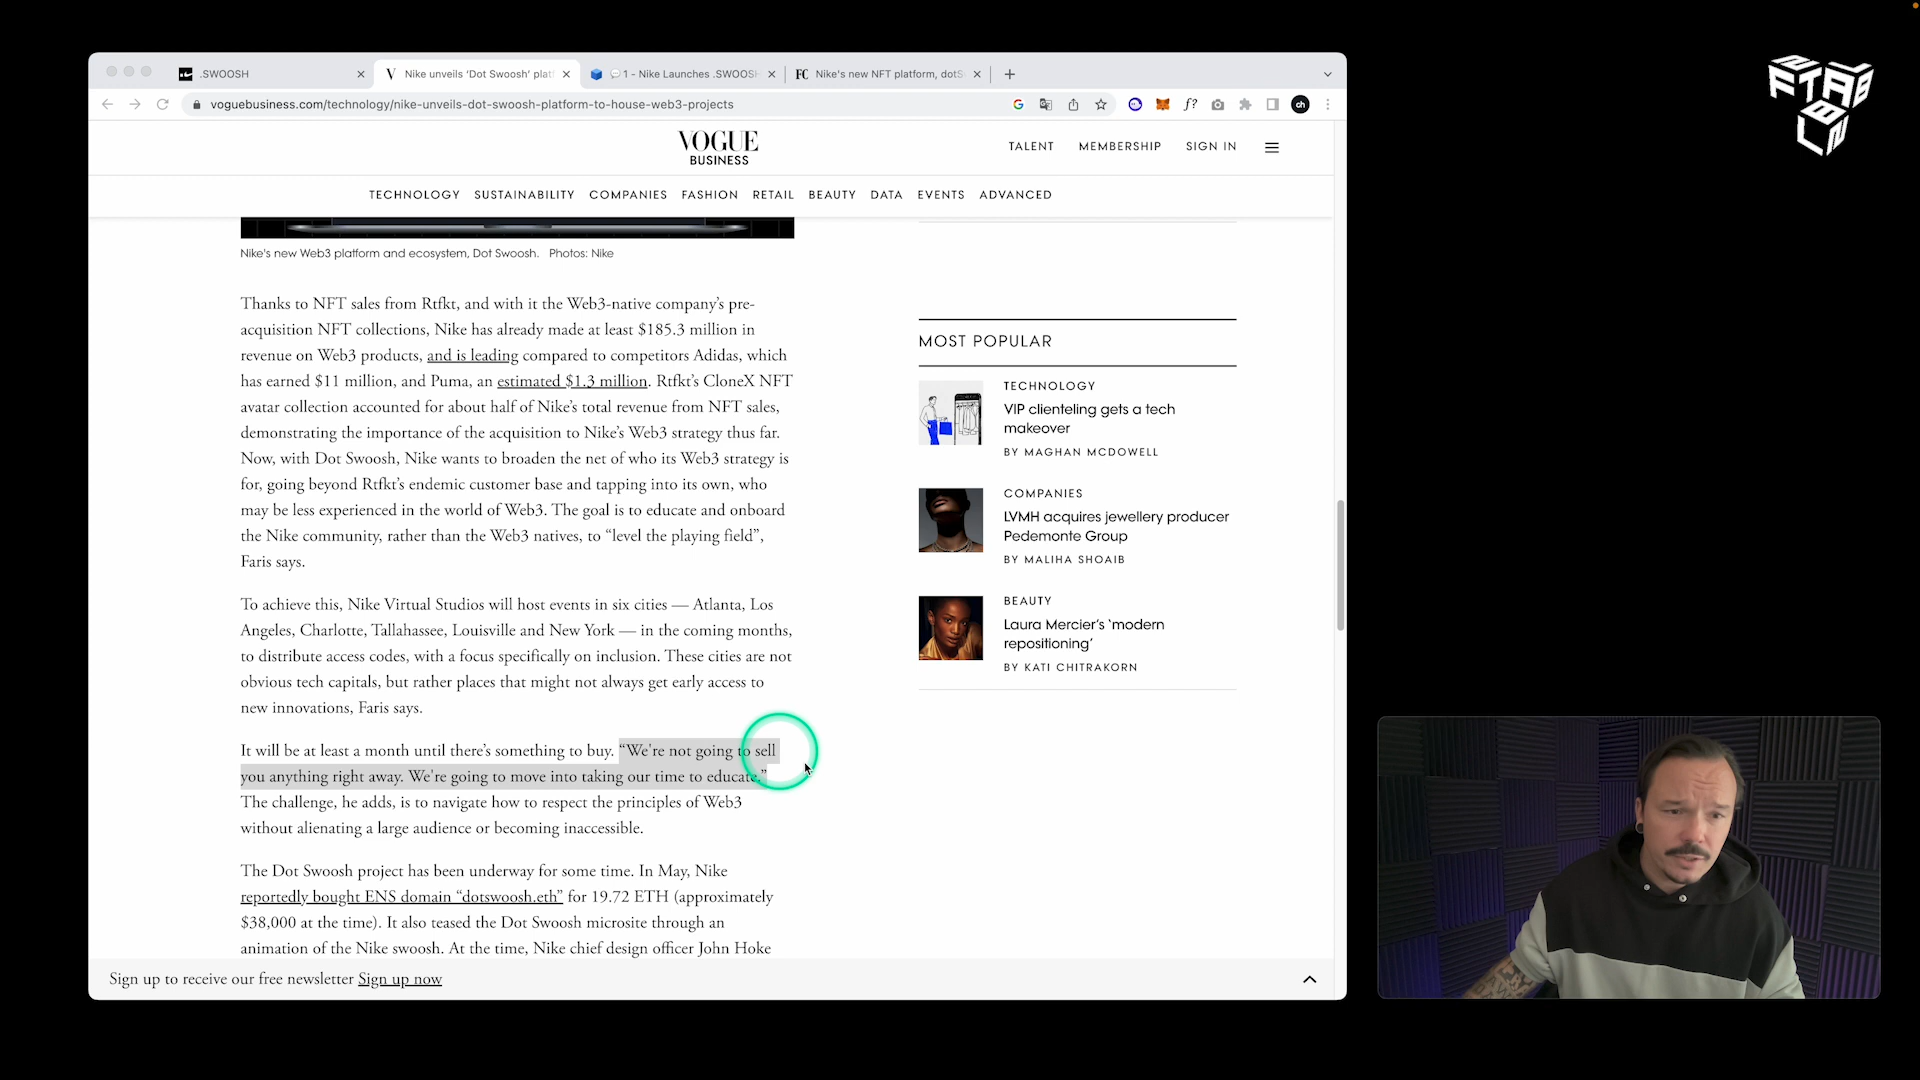 .SWOOSH
V Nike unveils ‘Dot Swoosh’ plat
1 - Nike Launches .SWOOSH
FC Nike's new NFT platform, dotS
voguebusiness.com/technology/nike-unveils-dot-swoosh-platform-to-house-web3-projects
G
f?
ch
VOGUE
BUSINESS
TALENT MEMBERSHIP SIGN IN
TECHNOLOGY SUSTAINABILITY COMPANIES FASHION RETAIL BEAUTY DATA EVENTS ADVANCED
Nike's new Web3 platform and ecosystem, Dot Swoosh. Photos: Nike
Thanks to NFT sales from Rtfkt, and with it the Web3-native company’s pre-
acquisition NFT collections, Nike has already made at least $185.3 million in
revenue on Web3 products, and is leading compared to competitors Adidas, which
has earned $11 million, and Puma, an estimated $1.3 million. Rtfkt’s CloneX NFT
avatar collection accounted for about half of Nike’s total revenue from NFT sales,
demonstrating the importance of the acquisition to Nike’s Web3 strategy thus far.
Now, with Dot Swoosh, Nike wants to broaden the net of who its Web3 strategy is
for, going beyond Rtfkt’s endemic customer base and tapping into its own, who
may be less experienced in the world of Web3. The goal is to educate and onboard
the Nike community, rather than the Web3 natives, to “level the playing field”,
Faris says.
To achieve this, Nike Virtual Studios will host events in six cities — Atlanta, Los
Angeles, Charlotte, Tallahassee, Louisville and New York — in the coming months,
to distribute access codes, with a focus specifically on inclusion. These cities are not
obvious tech capitals, but rather places that might not always get early access to
new innovations, Faris says.
It will be at least a month until there’s something to buy. “We're not going to sell
you anything right away. We're going to move into taking our time to educate.”
The challenge, he adds, is to navigate how to respect the principles of Web3
without alienating a large audience or becoming inaccessible.
The Dot Swoosh project has been underway for some time. In May, Nike
reportedly bought ENS domain “dotswoosh.eth” for 19.72 ETH (approximately
$38,000 at the time). It also teased the Dot Swoosh microsite through an
animation of the Nike swoosh. At the time, Nike chief design officer John Hoke
MOST POPULAR
TECHNOLOGY
VIP clienteling gets a tech
makeover
BY MAGHAN MCDOWELL
COMPANIES
LVMH acquires jewellery producer
Pedemonte Group
BY MALIHA SHOAIB
BEAUTY
Laura Mercier’s ‘modern
repositioning’
BY KATI CHITRAKORN
Sign up to receive our free newsletter Sign up now